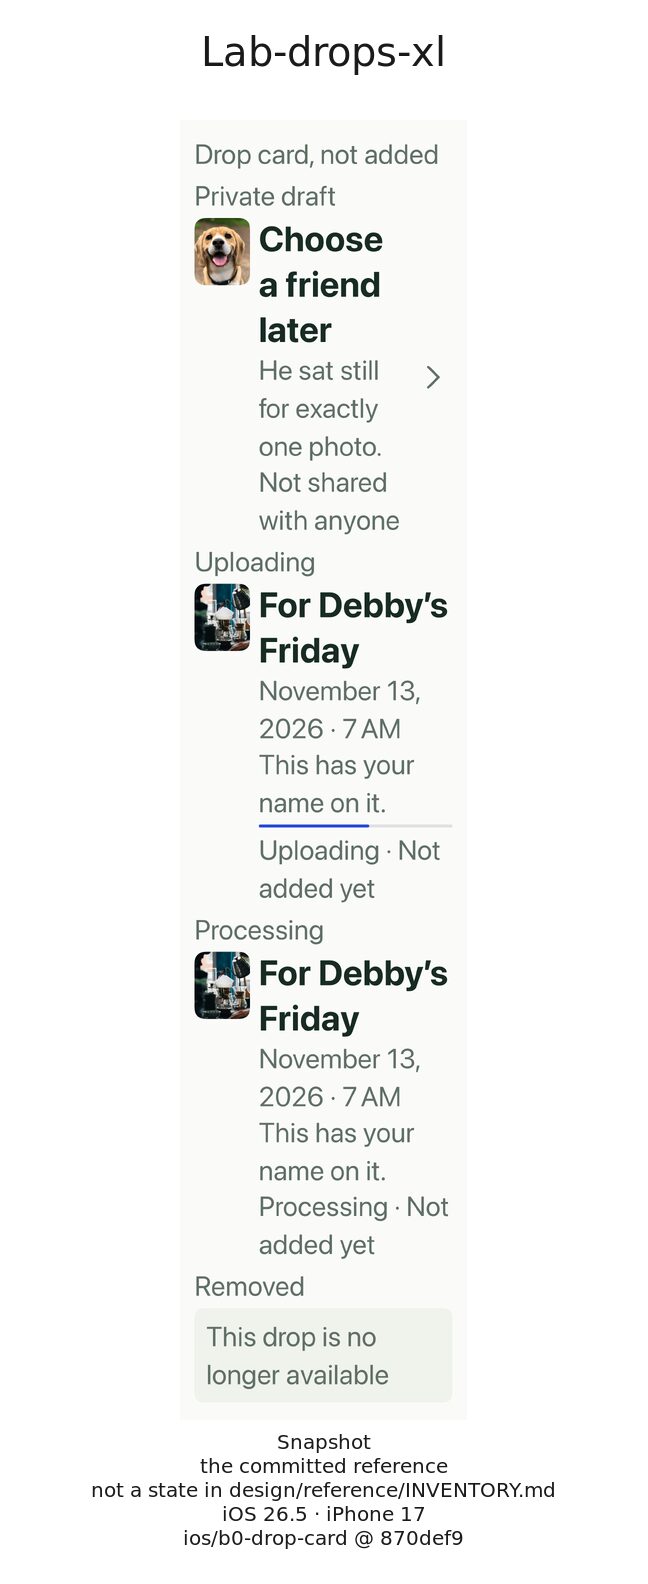 Lab-drops-xl
Drop card, not added
Private draft
Choose
a friend
later
He sat still
for exactly
one photo.
Not shared
with anyone
Uploading
For Debby’s
Friday
November 13,
2026 · 7 AM
This has your
name on it.
Uploading · Not
added yet
Processing
For Debby’s
Friday
November 13,
2026 · 7 AM
This has your
name on it.
Processing · Not
added yet
Removed
This drop is no
longer available
Snapshot
the committed reference
not a state in design/reference/INVENTORY.md
iOS 26.5 · iPhone 17
ios/b0-drop-card @ 870def9